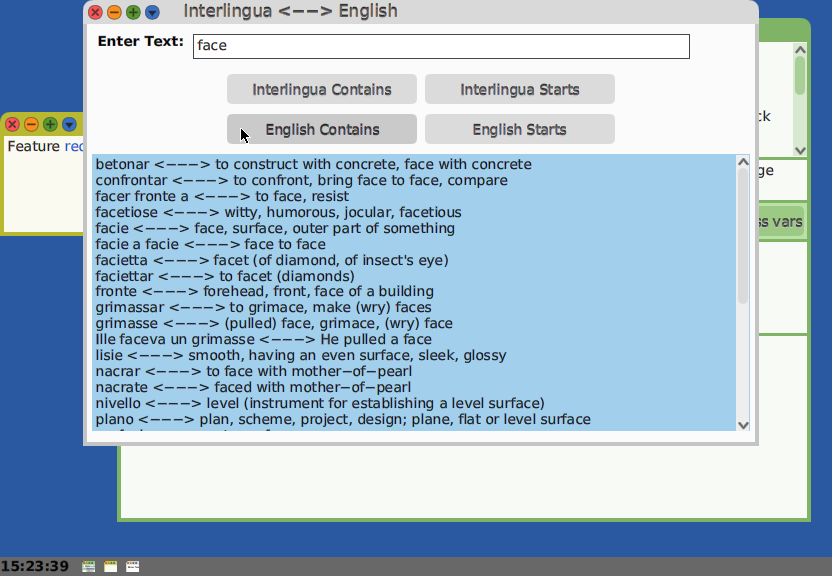 Interlingua <−−> English
Enter Text: face
Interlingua Contains Interlingua Starts
English Contains English Starts
betonar <−−−> to construct with concrete, face with concrete
confrontar <−−−> to confront, bring face to face, compare
facer fronte a <−−−> to face, resist
facetiose <−−−> witty, humorous, jocular, facetious
facie <−−−> face, surface, outer part of something
facie a facie <−−−> face to face
facietta <−−−> facet (of diamond, of insect's eye)
faciettar <−−−> to facet (diamonds)
fronte <−−−> forehead, front, face of a building
grimassar <−−−> to grimace, make (wry) faces
grimasse <−−−> (pulled) face, grimace, (wry) face
Ille faceva un grimasse <−−−> He pulled a face
lisie <−−−> smooth, having an even surface, sleek, glossy
nacrar <−−−> to face with mother−of−pearl
nacrate <−−−> faced with mother−of−pearl
nivello <−−−> level (instrument for establishing a level surface)
plano <−−−> plan, scheme, project, design; plane, flat or level surface
Feature rec
ck
ge
ss vars
15:23:39